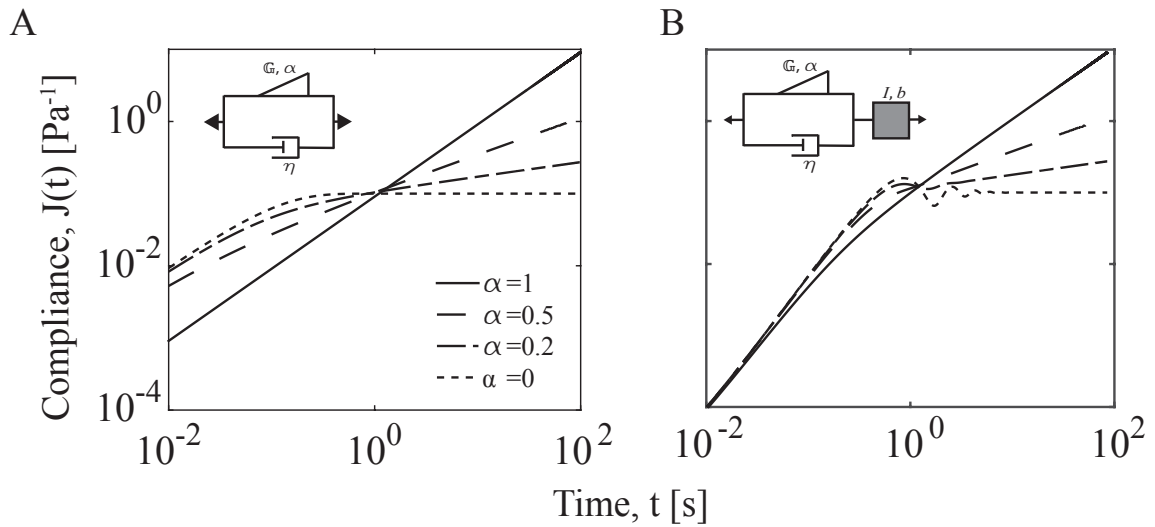 A
B
Compliance, J(t) [Pa⁻¹]
10⁰
10⁻²
10⁻⁴
𝔾, α
η
α=1
α=0.5
α=0.2
α =0
10⁻²
10⁰
10²
𝔾, α
η
I, b
10⁻²
10⁰
10²
Time, t [s]